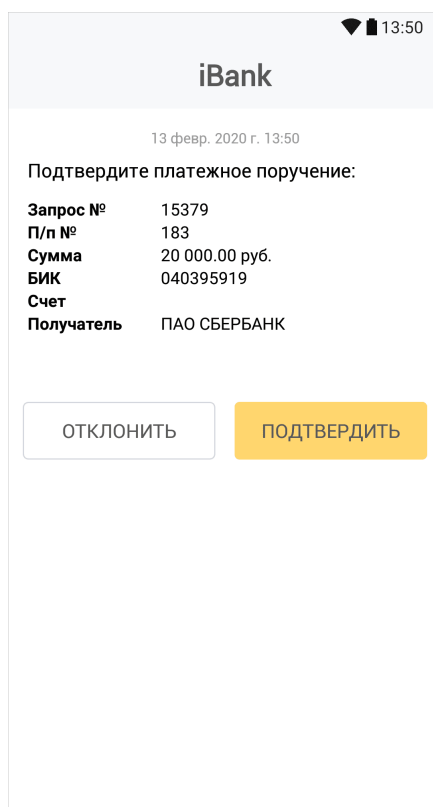 13:50
iBank
13 февр. 2020 г. 13:50
Подтвердите платежное поручение:
Запрос № 15379
П/п № 183
Сумма 20 000.00 руб.
БИК 040395919
Счет
Получатель ПАО СБЕРБАНК
ОТКЛОНИТЬ ПОДТВЕРДИТЬ